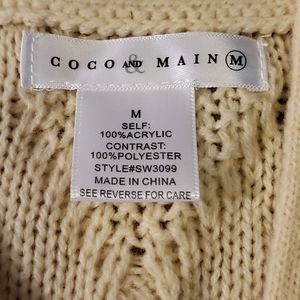 COCO AND & MAIN M
M
SELF:
100%ACRYLIC
CONTRAST:
100%POLYESTER
STYLE#SW3099
MADE IN CHINA
SEE REVERSE FOR CARE